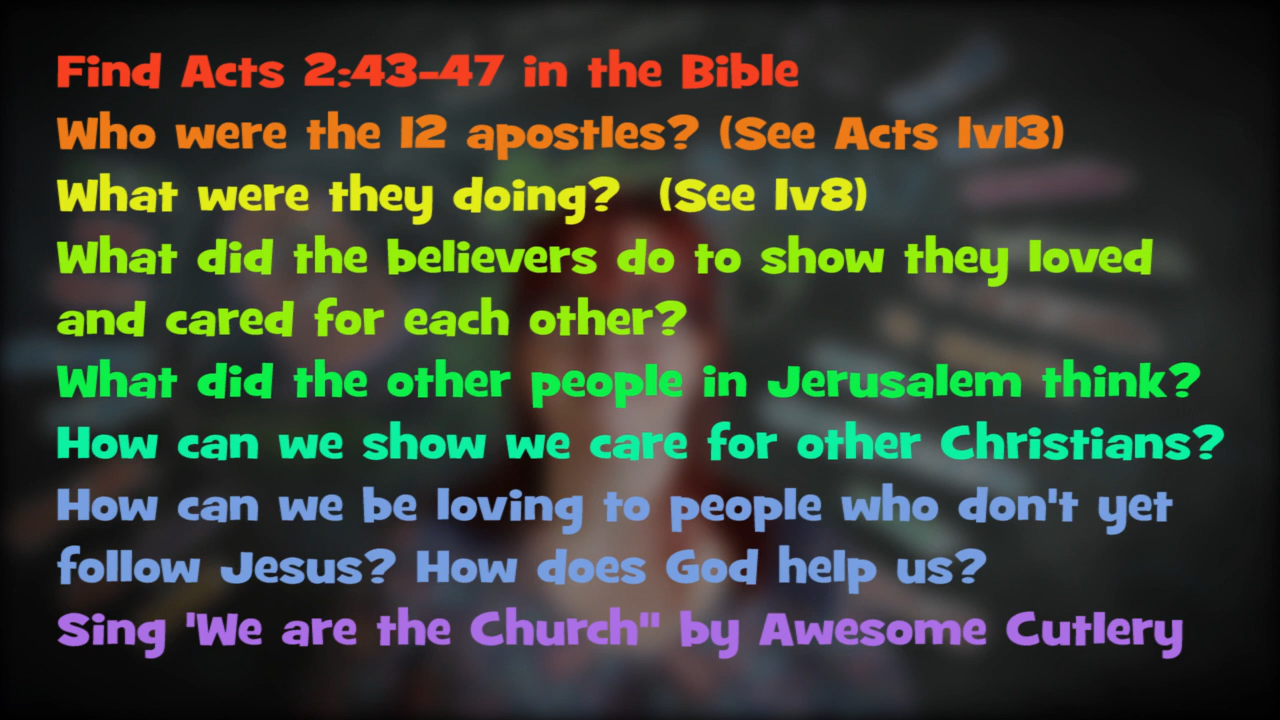 Find Acts 2:43-47 in the Bible
Who were the 12 apostles? (See Acts 1v13)
What were they doing?  (See 1v8)
What did the believers do to show they loved
and cared for each other?
What did the other people in Jerusalem think?
How can we show we care for other Christians?
How can we be loving to people who don't yet
follow Jesus? How does God help us?
Sing 'We are the Church" by Awesome Cutlery